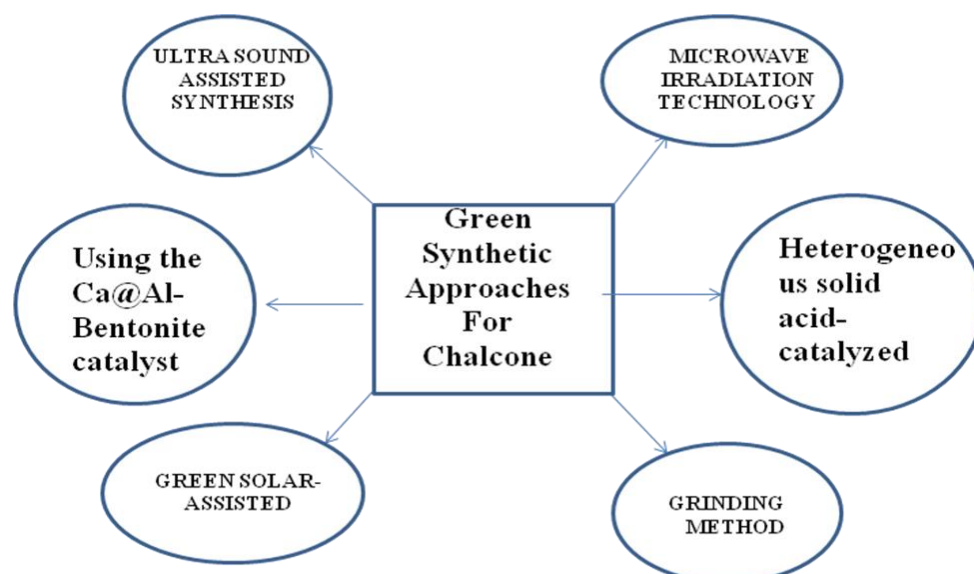 ULTRA SOUND
ASSISTED
SYNTHESIS
MICROWAVE
IRRADIATION
TECHNOLOGY
Green
Synthetic
Approaches
For
Chalcone
Using the
Ca@Al-
Bentonite
catalyst
Heterogeneo
us solid
acid-
catalyzed
GREEN SOLAR-
ASSISTED
GRINDING
METHOD